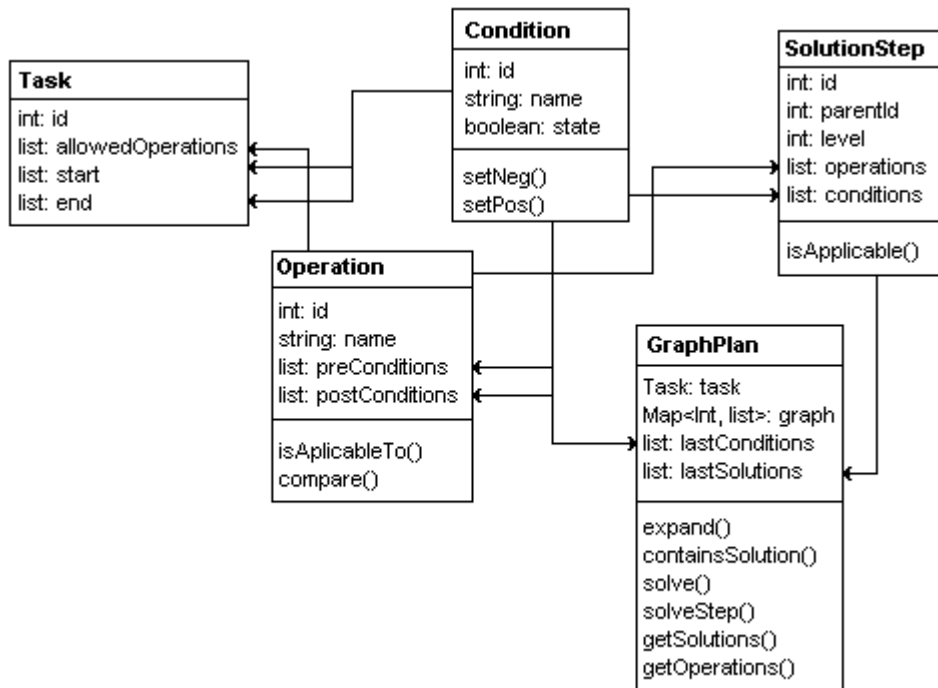 Task
int: id
list: allowedOperations
list: start
list: end
Condition
int: id
string: name
boolean: state
setNeg()
setPos()
SolutionStep
int: id
int: parentId
int: level
list: operations
list: conditions
isApplicable()
Operation
int: id
string: name
list: preConditions
list: postConditions
isAplicableTo()
compare()
GraphPlan
Task: task
Map<Int, list>: graph
list: lastConditions
list: lastSolutions
expand()
containsSolution()
solve()
solveStep()
getSolutions()
getOperations()